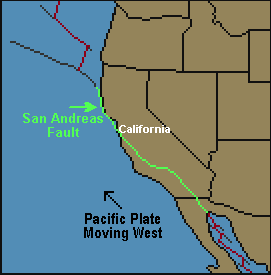 San Andreas
Fault
California
Pacific Plate
Moving West